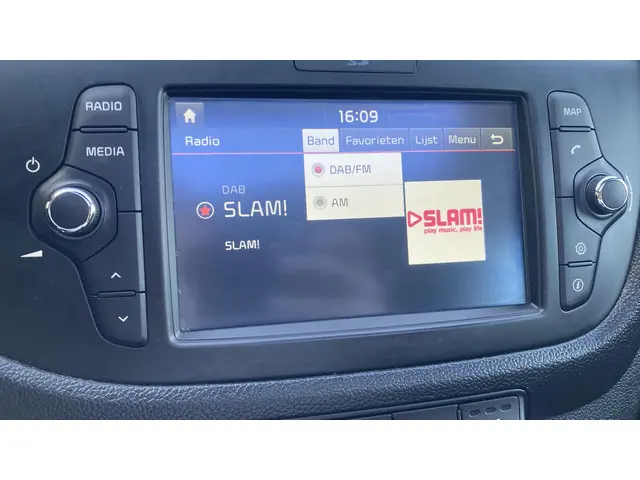 SD
RADIO
MEDIA
MAP
16:09
Radio Band Favorieten Lijst Menu
DAB/FM
AM
DAB
SLAM!
SLAM!
SLAM!
play music, play life